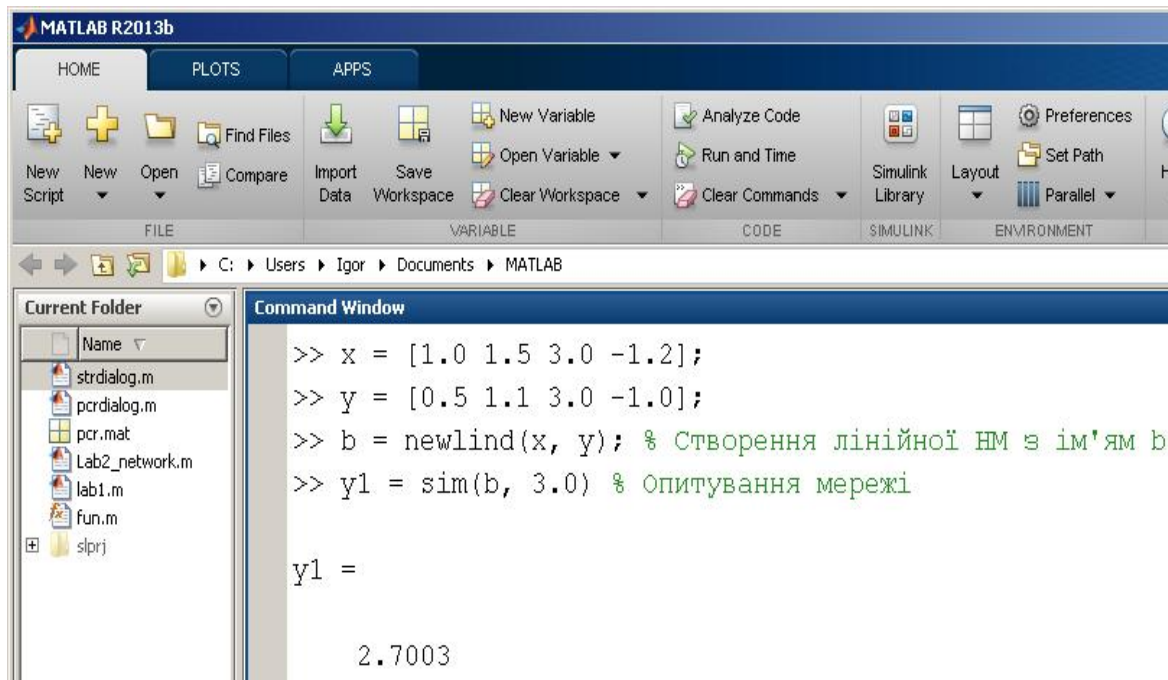 MATLAB R2013b
HOME PLOTS APPS
New Script
New
Open
Find Files
Compare
FILE
Import Data
Save Workspace
New Variable
Open Variable
Clear Workspace
VARIABLE
Analyze Code
Run and Time
Clear Commands
CODE
Simulink Library
SIMULINK
Layout
Preferences
Set Path
Parallel
ENVIRONMENT
C: Users Igor Documents MATLAB
Current Folder
Name
strdialog.m
pcrdialog.m
pcr.mat
Lab2_network.m
lab1.m
fun.m
slprj
Command Window
>> x = [1.0 1.5 3.0 -1.2];
>> y = [0.5 1.1 3.0 -1.0];
>> b = newlind(x, y); % Створення лінійної НМ з ім'ям b
>> y1 = sim(b, 3.0) % Опитування мережі
y1 =
2.7003